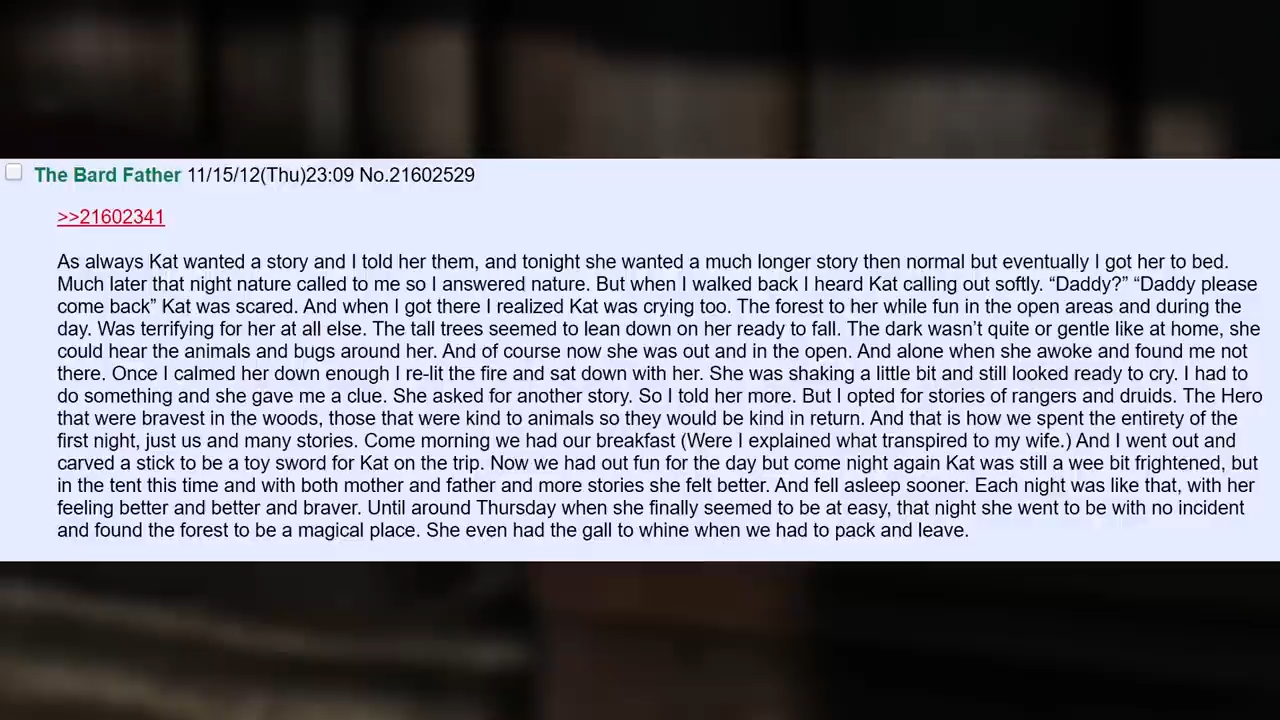 The Bard Father 11/15/12(Thu)23:09 No.21602529
>>21602341
As always Kat wanted a story and I told her them, and tonight she wanted a much longer story then normal but eventually I got her to bed.
Much later that night nature called to me so I answered nature. But when I walked back I heard Kat calling out softly. “Daddy?” “Daddy please
come back” Kat was scared. And when I got there I realized Kat was crying too. The forest to her while fun in the open areas and during the
day. Was terrifying for her at all else. The tall trees seemed to lean down on her ready to fall. The dark wasn’t quite or gentle like at home, she
could hear the animals and bugs around her. And of course now she was out and in the open. And alone when she awoke and found me not
there. Once I calmed her down enough I re-lit the fire and sat down with her. She was shaking a little bit and still looked ready to cry. I had to
do something and she gave me a clue. She asked for another story. So I told her more. But I opted for stories of rangers and druids. The Hero
that were bravest in the woods, those that were kind to animals so they would be kind in return. And that is how we spent the entirety of the
first night, just us and many stories. Come morning we had our breakfast (Were I explained what transpired to my wife.) And I went out and
carved a stick to be a toy sword for Kat on the trip. Now we had out fun for the day but come night again Kat was still a wee bit frightened, but
in the tent this time and with both mother and father and more stories she felt better. And fell asleep sooner. Each night was like that, with her
feeling better and better and braver. Until around Thursday when she finally seemed to be at easy, that night she went to be with no incident
and found the forest to be a magical place. She even had the gall to whine when we had to pack and leave.